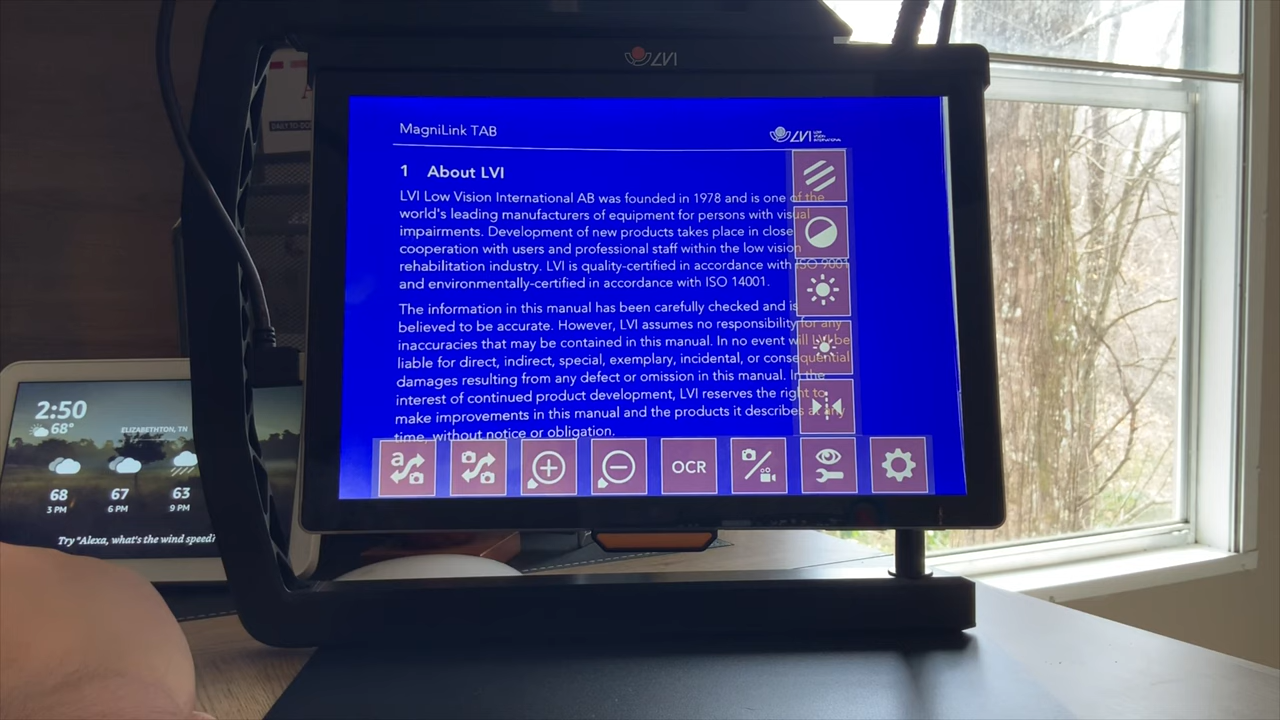 LVI
MagniLink TAB
LVI LOW VISION INTERNATIONAL
1 About LVI
LVI Low Vision International AB was founded in 1978 and is one of the
world's leading manufacturers of equipment for persons with visual
impairments. Development of new products takes place in close
cooperation with users and professional staff within the low vision
rehabilitation industry. LVI is quality-certified in accordance with ISO 9001
and environmentally-certified in accordance with ISO 14001.
The information in this manual has been carefully checked and is
believed to be accurate. However, LVI assumes no responsibility for any
inaccuracies that may be contained in this manual. In no event will LVI be
liable for direct, indirect, special, exemplary, incidental, or consequential
damages resulting from any defect or omission in this manual. In the
interest of continued product development, LVI reserves the right to
make improvements in this manual and the products it describes at any
time, without notice or obligation.
a
OCR
2:50
68°
ELIZABETHTON, TN
68 67 63
3 PM 6 PM 9 PM
Try "Alexa, what's the wind speed?